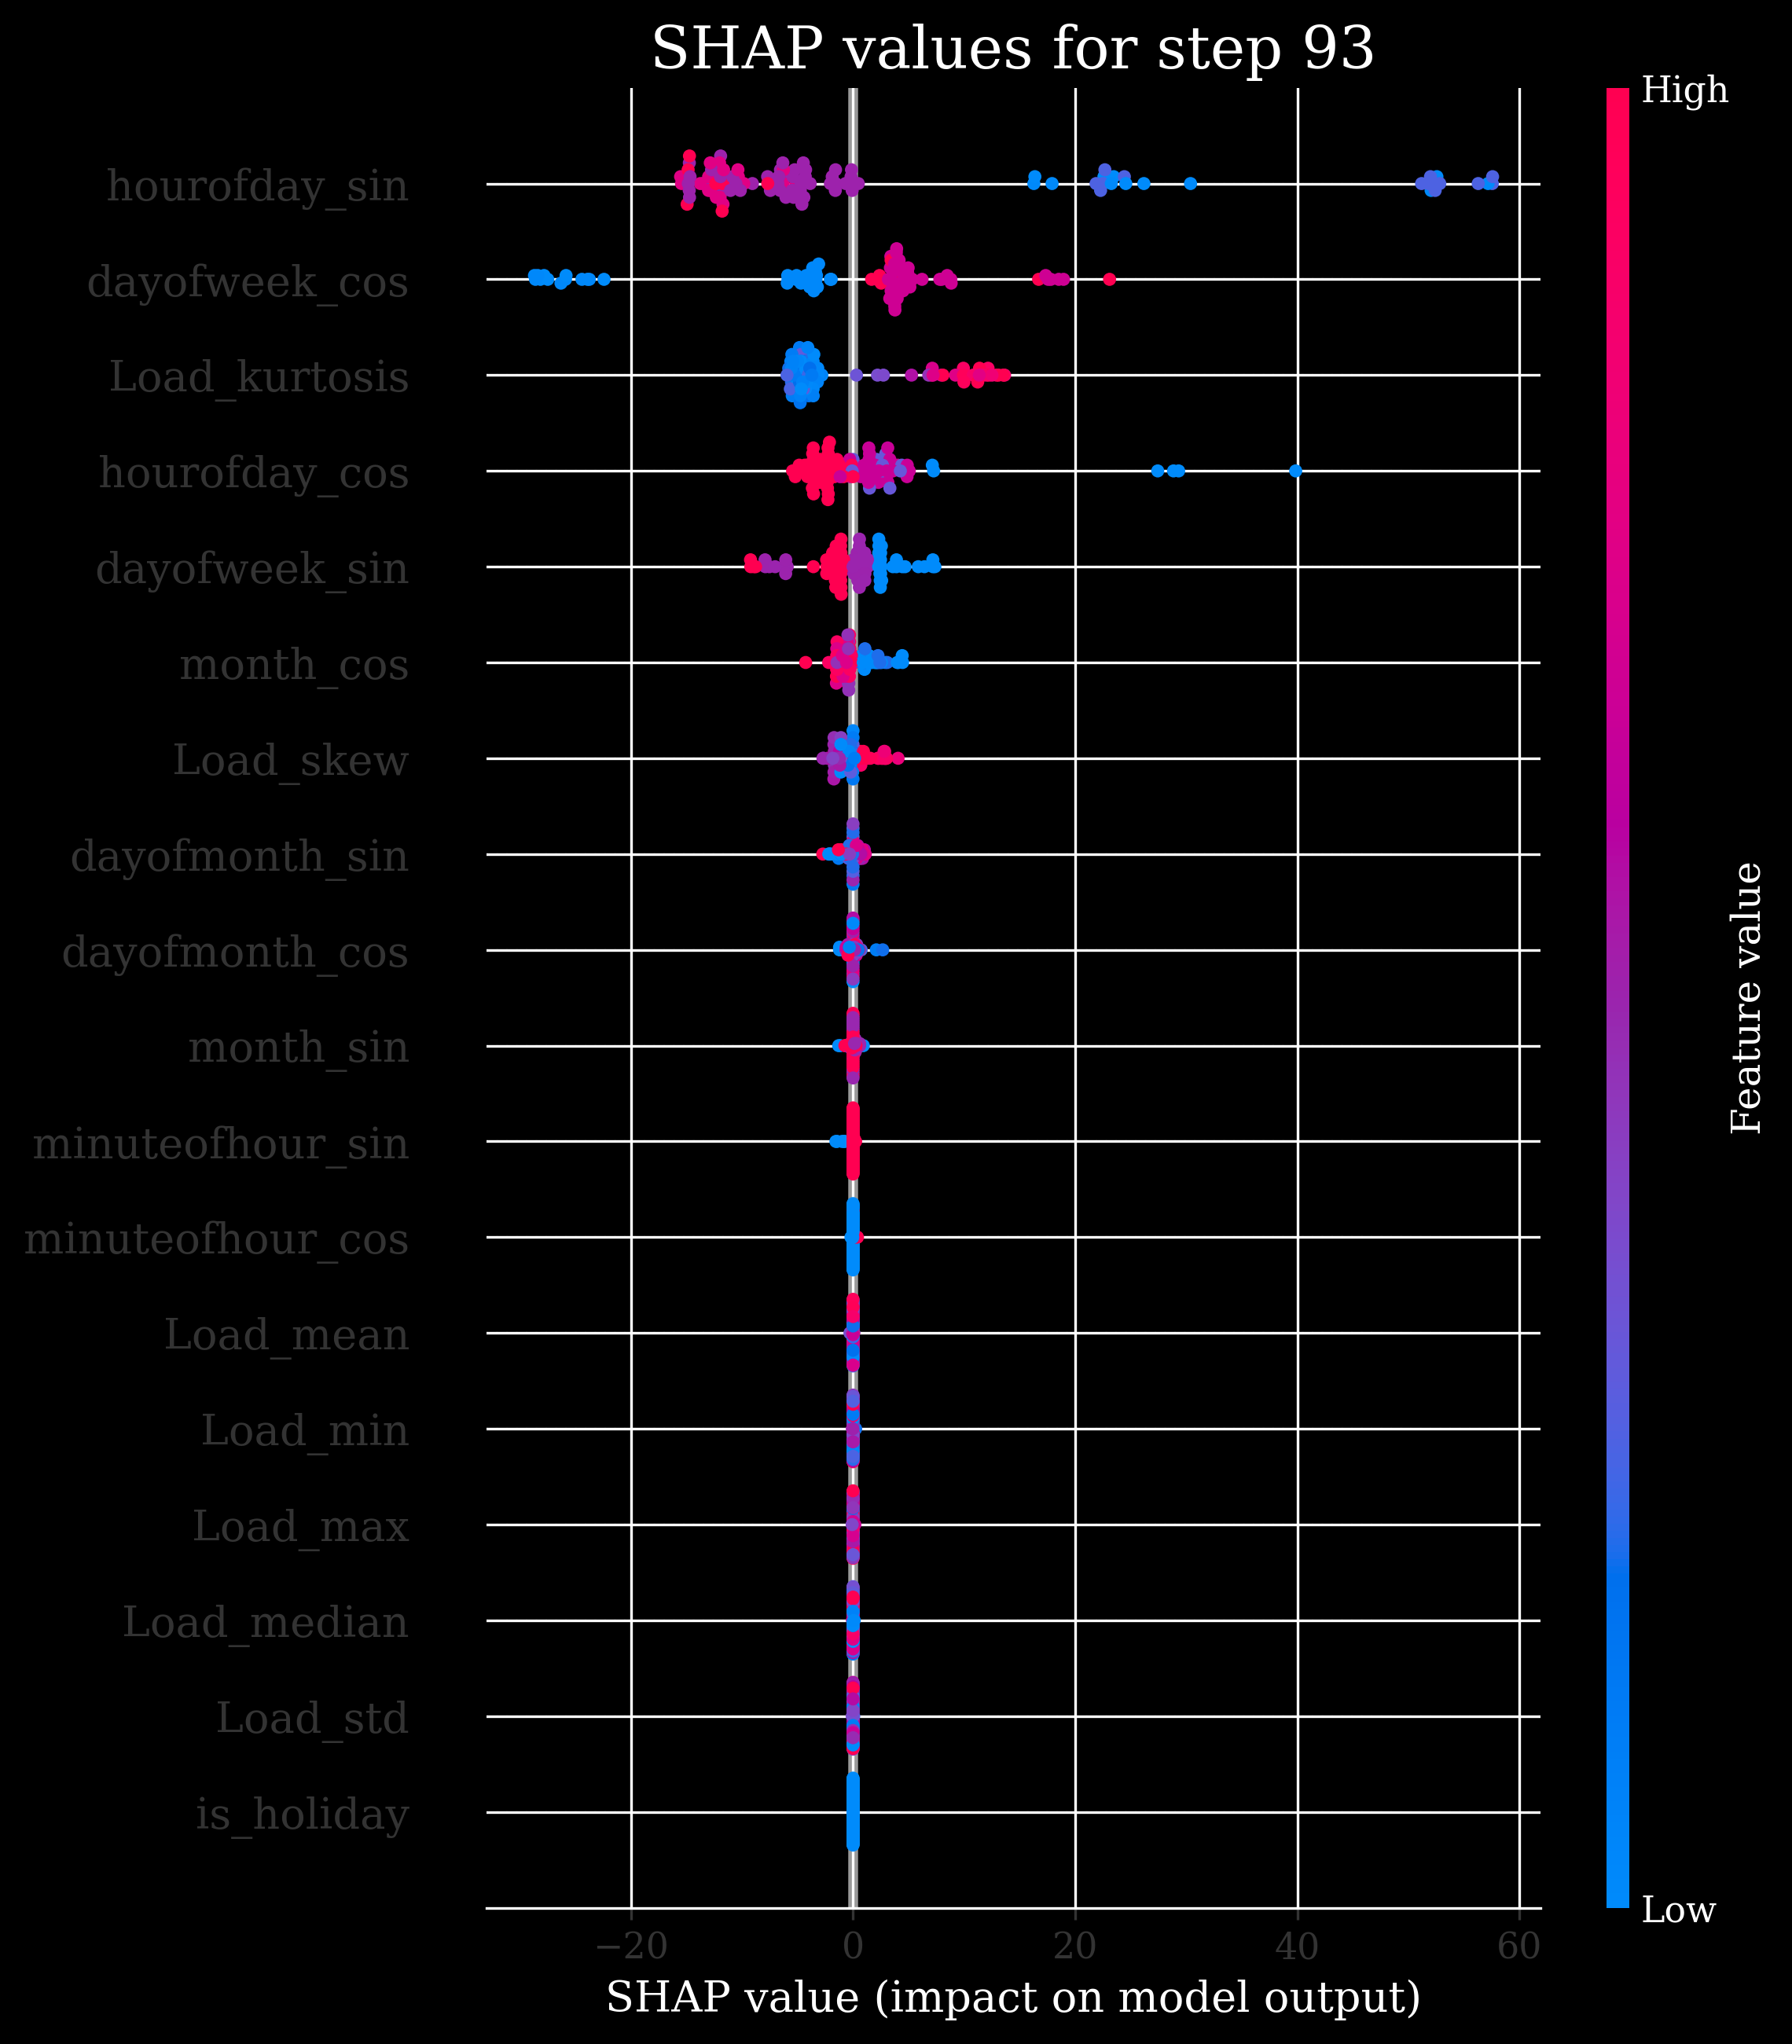 SHAP values for step 93
High
hourofday_sin
dayofweek_cos
Load_kurtosis
hourofday_cos
dayofweek_sin
month_cos
Load_skew
dayofmonth_sin
dayofmonth_cos
month_sin
minuteofhour_sin
minuteofhour_cos
Load_mean
Load_min
Load_max
Load_median
Load_std
is_holiday
Feature value
Low
−20 0 20 40 60
SHAP value (impact on model output)